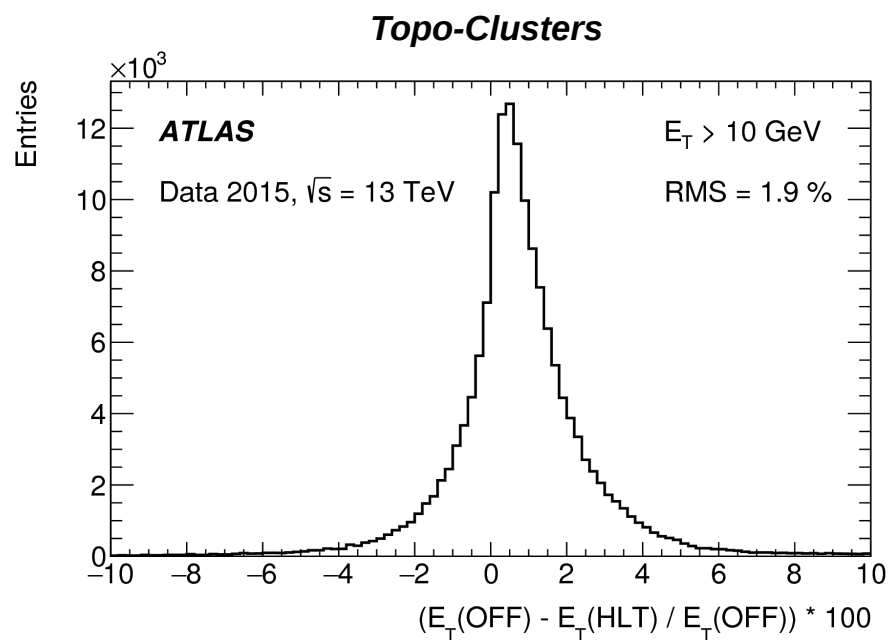 Topo-Clusters
×10³
Entries
ATLAS
E_T > 10 GeV
Data 2015, √s = 13 TeV
RMS = 1.9 %
12
10
8
6
4
2
0
−10 −8 −6 −4 −2 0 2 4 6 8 10
(E_T(OFF) - E_T(HLT) / E_T(OFF)) * 100